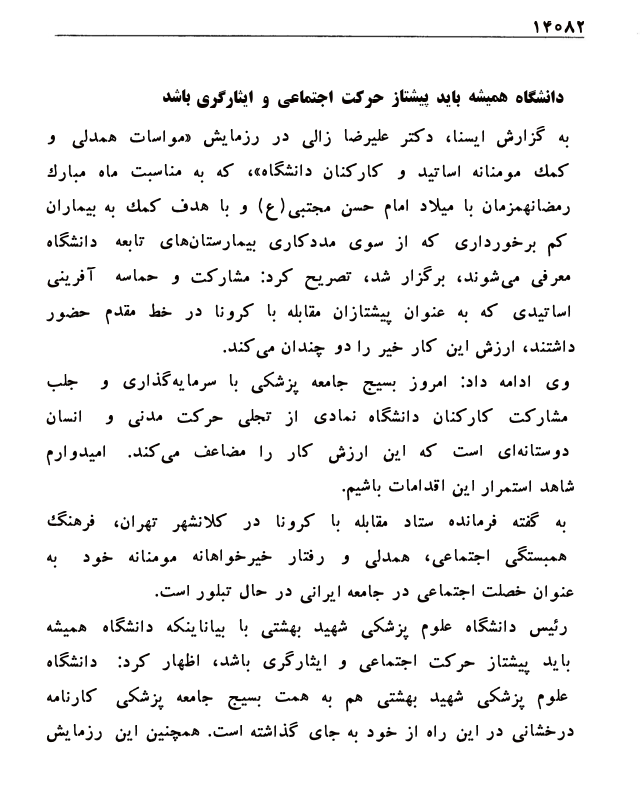 ۱۴۰۸۲
دانشگاه همیشه باید پیشتاز حرکت اجتماعی و ایثارگری باشد
به گزارش ایسنا، دکتر علیرضا زالی در رزمایش «مواسات همدلی و
کمك مومنانه اساتید و کارکنان دانشگاه»، که به مناسبت ماه مبارك
رمضانهمزمان با میلاد امام حسن مجتبی(ع) و با هدف کمك به بیماران
کم برخورداری که از سوی مددکاری بیمارستان‌های تابعه دانشگاه
معرفی می‌شوند، برگزار شد، تصریح کرد: مشارکت و حماسه آفرینی
اساتیدی که به عنوان پیشتازان مقابله با کرونا در خط مقدم حضور
داشتند، ارزش این کار خیر را دو چندان می‌کند.
وی ادامه داد: امروز بسیج جامعه پزشکی با سرمایه‌گذاری و جلب
مشارکت کارکنان دانشگاه نمادی از تجلی حرکت مدنی و انسان
دوستانه‌ای است که این ارزش کار را مضاعف می‌کند. امیدوارم
شاهد استمرار این اقدامات باشیم.
به گفته فرمانده ستاد مقابله با کرونا در کلانشهر تهران، فرهنگ
همبستگی اجتماعی، همدلی و رفتار خیرخواهانه مومنانه خود به
عنوان خصلت اجتماعی در جامعه ایرانی در حال تبلور است.
رئیس دانشگاه علوم پزشکی شهید بهشتی با بیاناینکه دانشگاه همیشه
باید پیشتاز حرکت اجتماعی و ایثارگری باشد، اظهار کرد: دانشگاه
علوم پزشکی شهید بهشتی هم به همت بسیج جامعه پزشکی کارنامه
درخشانی در این راه از خود به جای گذاشته است. همچنین این رزمایش